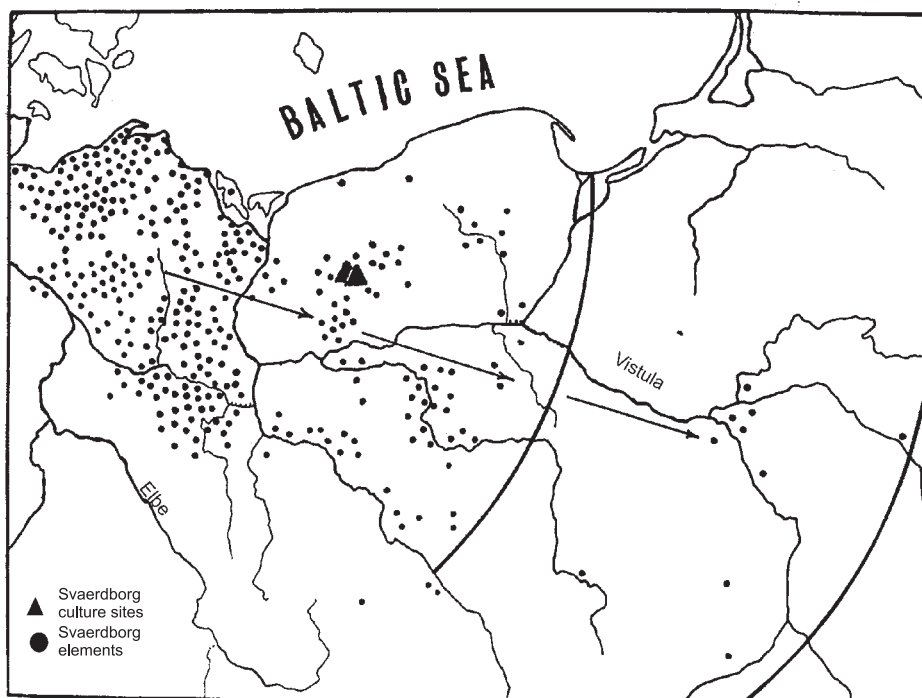 BALTIC SEA
Vistula
Elbe
Svaerdborg
culture sites
Svaerdborg
elements